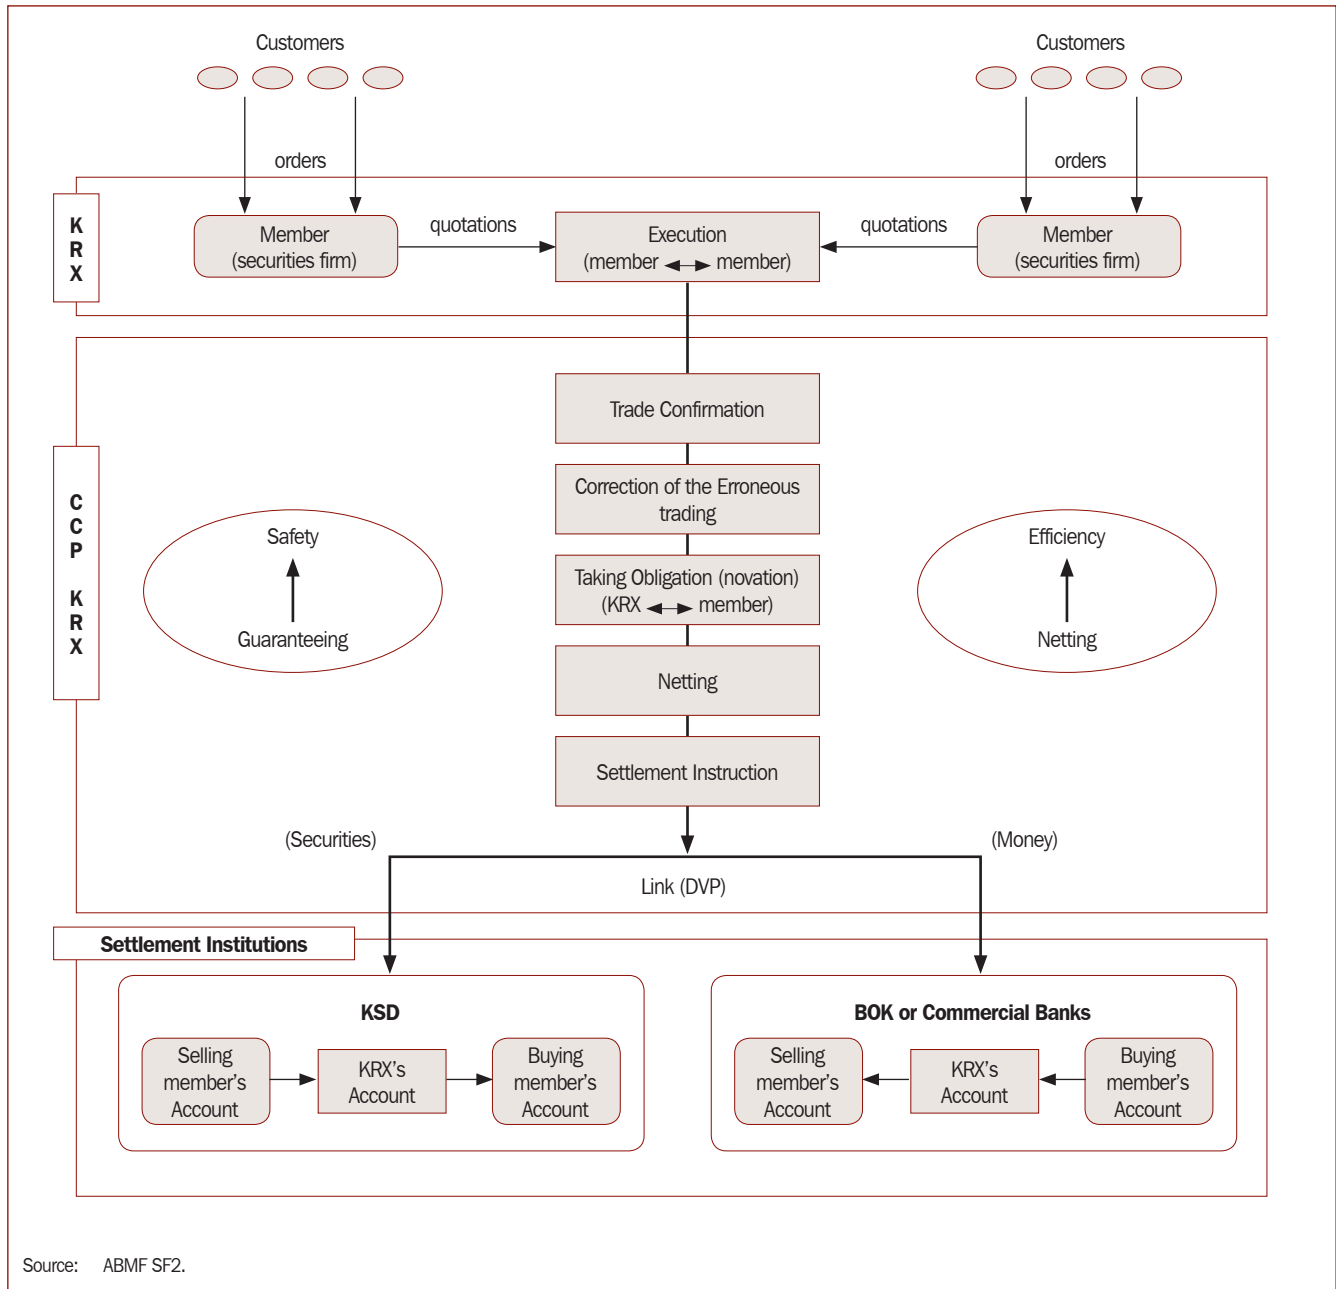 Customers
Customers
orders
orders
K
R
X
Member
(securities firm)
quotations
Execution
(member member)
quotations
Member
(securities firm)
Trade Confirmation
Correction of the Erroneous
trading
C
C
P
K
R
X
Safety
Guaranteeing
Taking Obligation (novation)
(KRX member)
Efficiency
Netting
Netting
Settlement Instruction
(Securities)
(Money)
Link (DVP)
Settlement Institutions
KSD
Selling
member's
Account
KRX's
Account
Buying
member's
Account
BOK or Commercial Banks
Selling
member's
Account
KRX's
Account
Buying
member's
Account
Source: ABMF SF2.